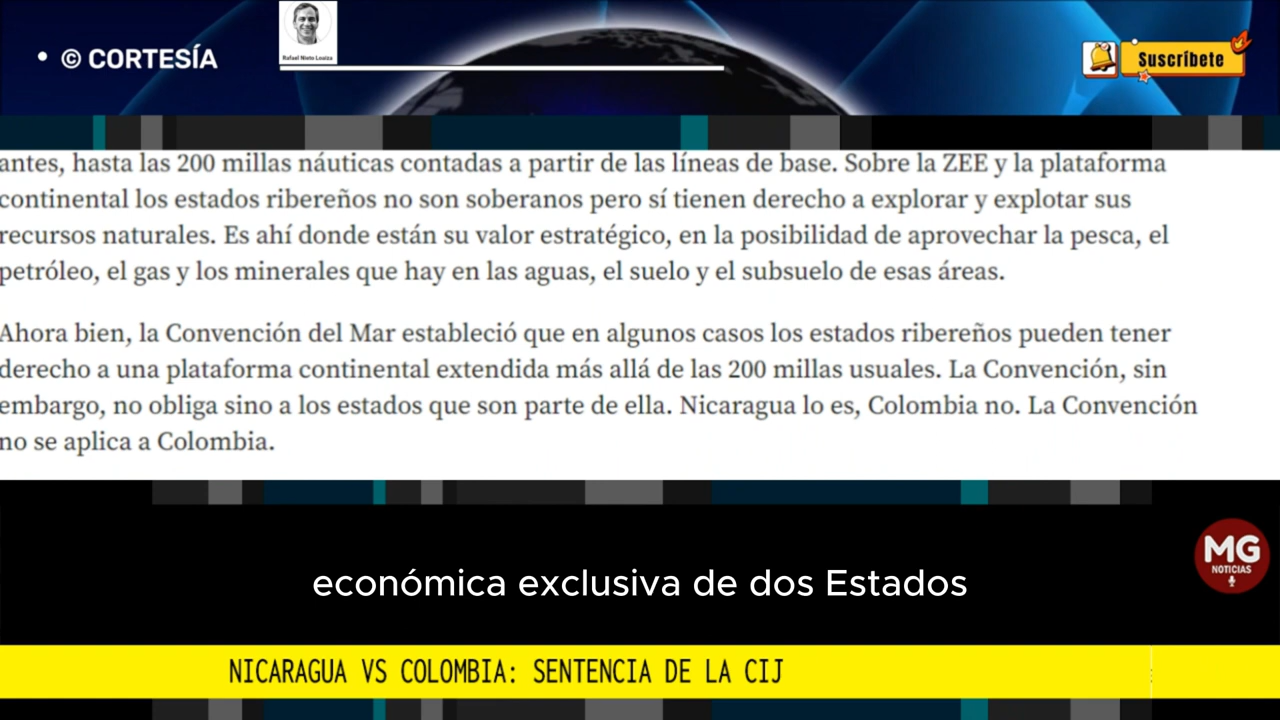 • © CORTESÍA
Rafael Nieto Loaiza
Suscríbete
antes, hasta las 200 millas náuticas contadas a partir de las líneas de base. Sobre la ZEE y la plataforma
continental los estados ribereños no son soberanos pero sí tienen derecho a explorar y explotar sus
recursos naturales. Es ahí donde están su valor estratégico, en la posibilidad de aprovechar la pesca, el
petróleo, el gas y los minerales que hay en las aguas, el suelo y el subsuelo de esas áreas.
Ahora bien, la Convención del Mar estableció que en algunos casos los estados ribereños pueden tener
derecho a una plataforma continental extendida más allá de las 200 millas usuales. La Convención, sin
embargo, no obliga sino a los estados que son parte de ella. Nicaragua lo es, Colombia no. La Convención
no se aplica a Colombia.
MG
NOTICIAS
económica exclusiva de dos Estados
NICARAGUA VS COLOMBIA: SENTENCIA DE LA CIJ